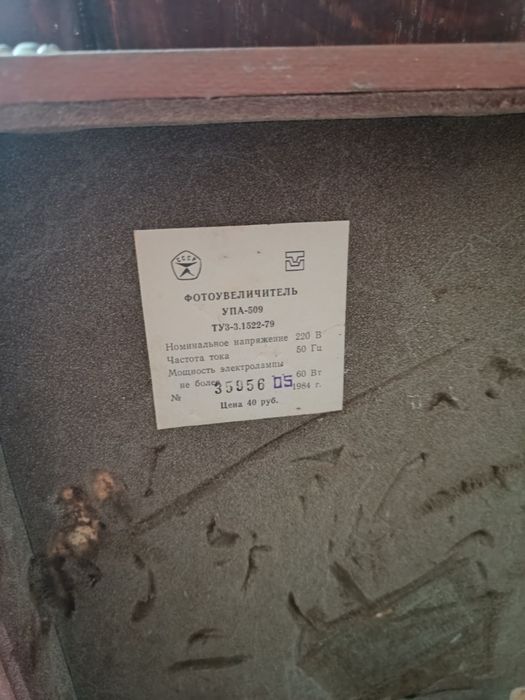 СССР
ФОТОУВЕЛИЧИТЕЛЬ
УПА-509
ТУ3-3.1522-79
Номинальное напряжение 220 В
Частота тока 50 Гц
Мощность электролампы
не более 60 Вт
№ 35956 05 1984 г.
Цена 40 руб.